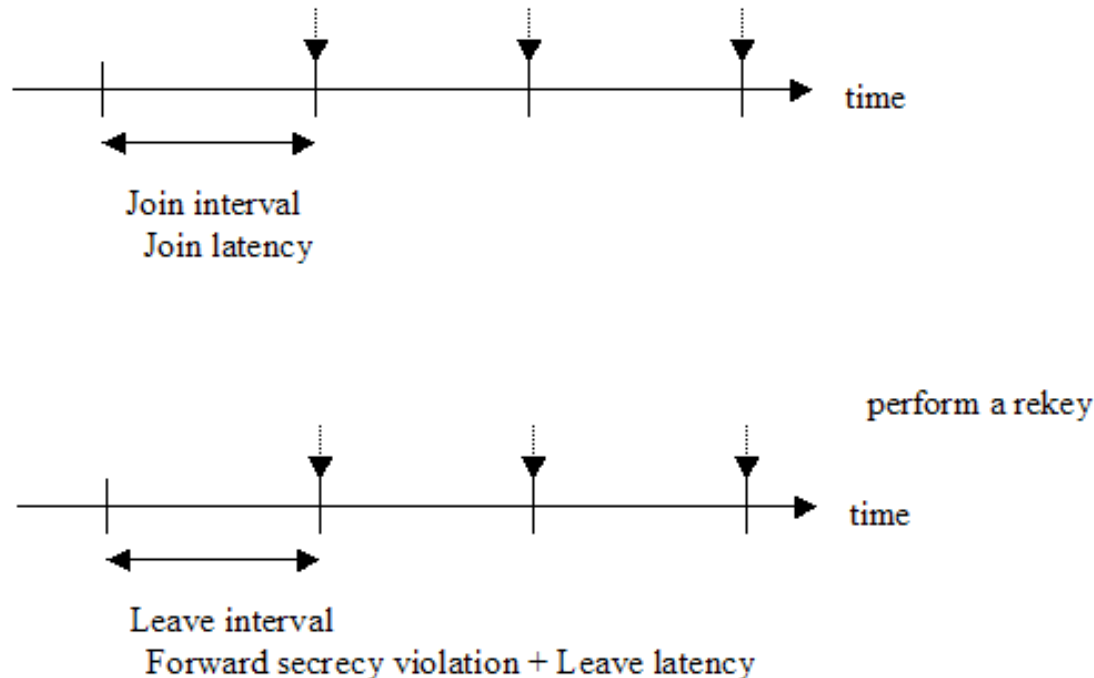 time
Join interval
Join latency
perform a rekey
time
Leave interval
Forward secrecy violation + Leave latency